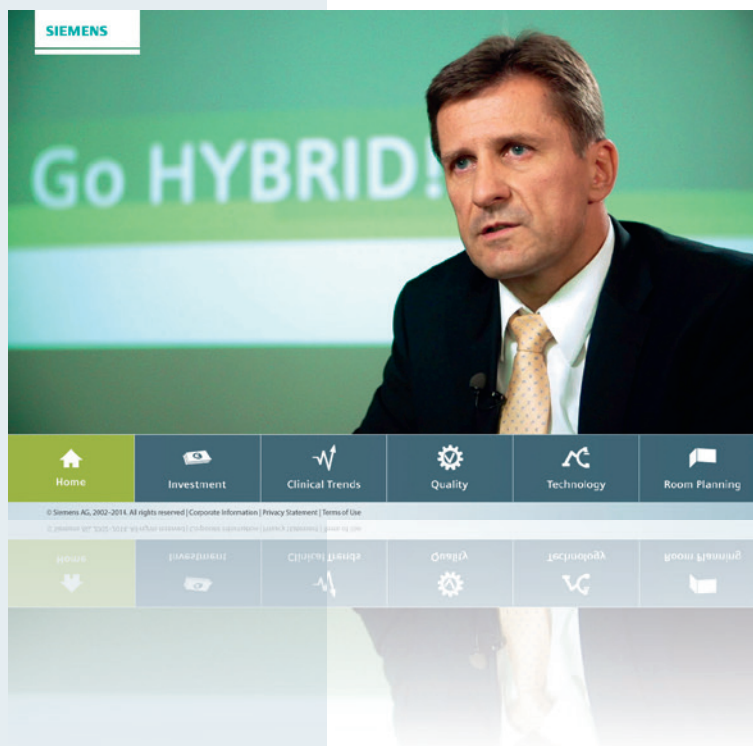 SIEMENS
Go HYBRID!
Home
Investment
Clinical Trends
Quality
Technology
Room Planning
© Siemens AG, 2002–2014. All rights reserved | Corporate Information | Privacy Statement | Terms of Use